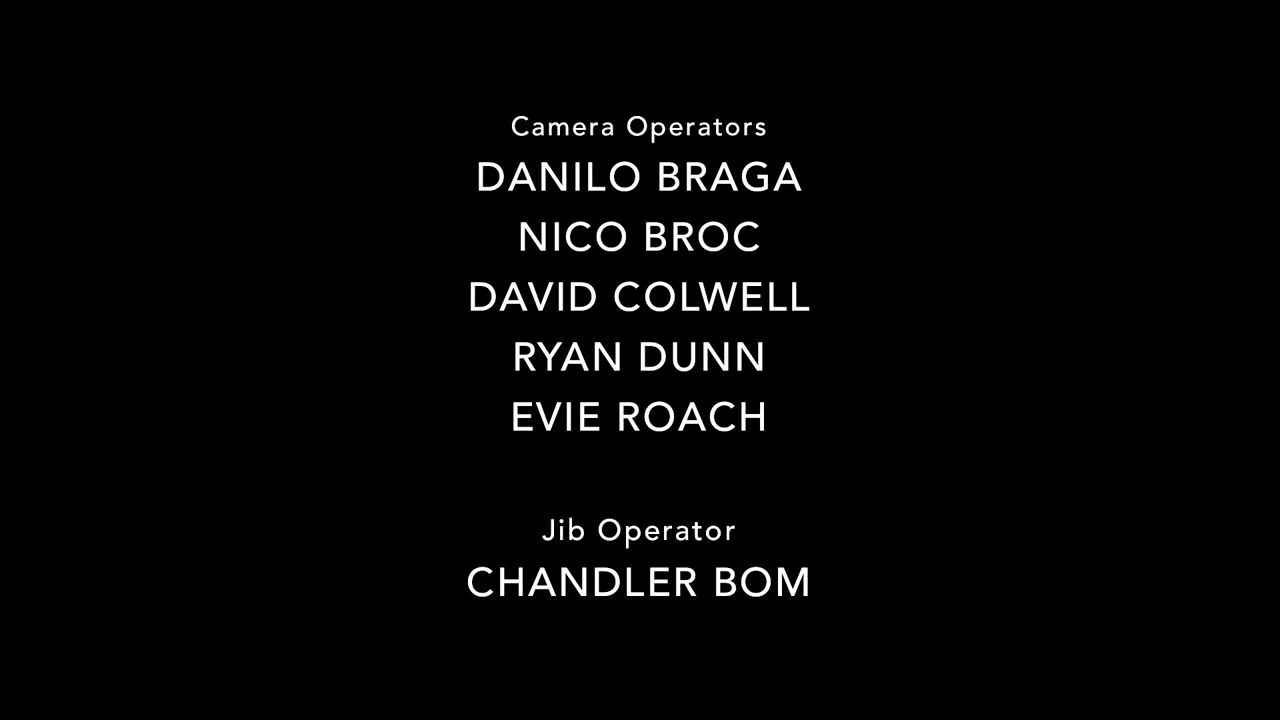 Camera Operators
DANILO BRAGA
NICO BROC
DAVID COLWELL
RYAN DUNN
EVIE ROACH
Jib Operator
CHANDLER BOM